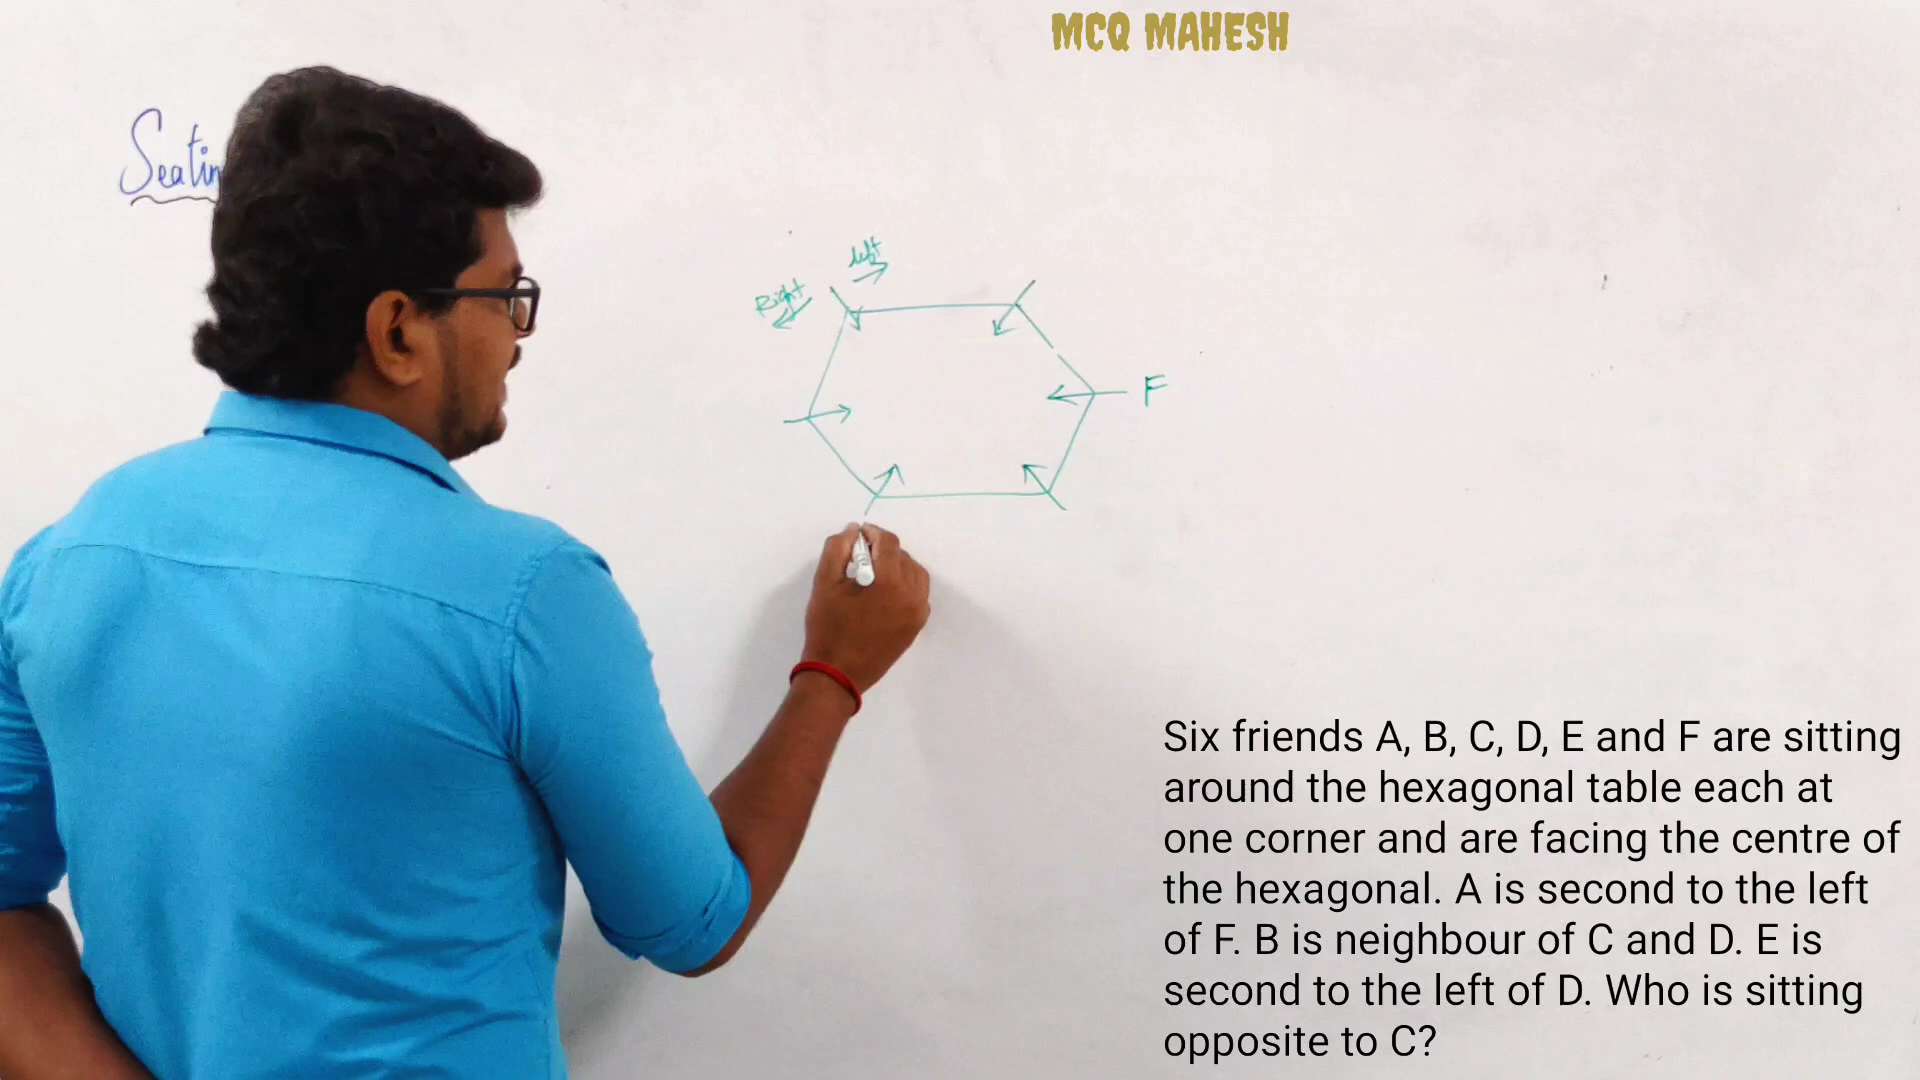 MCQ MAHESH
Seatin
left
Right
F
Six friends A, B, C, D, E and F are sitting
around the hexagonal table each at
one corner and are facing the centre of
the hexagonal. A is second to the left
of F. B is neighbour of C and D. E is
second to the left of D. Who is sitting
opposite to C?